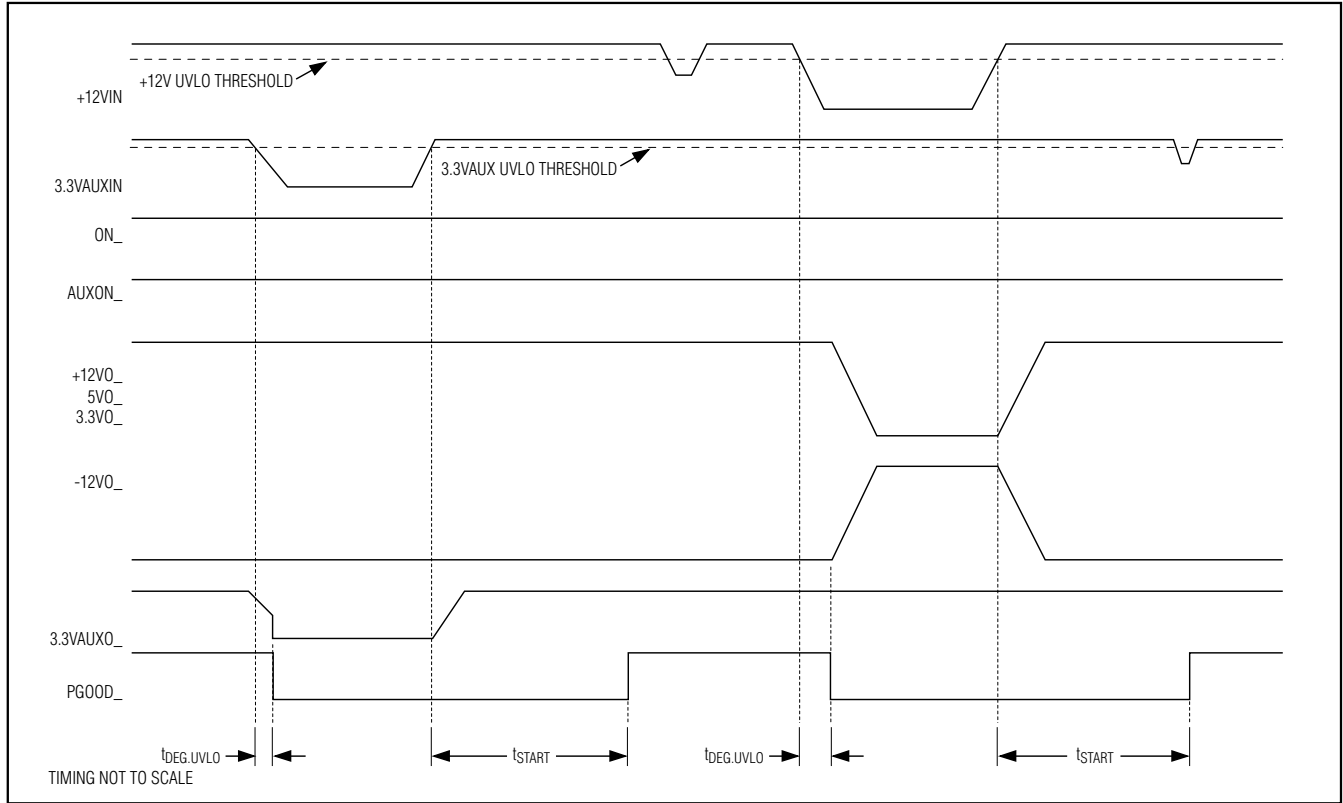 +12V UVLO THRESHOLD
+12VIN
3.3VAUX UVLO THRESHOLD
3.3VAUXIN
ON_
AUXON_
+12VO_
5VO_
3.3VO_
-12VO_
3.3VAUXO_
PGOOD_
tDEG.UVLO
tSTART
tDEG.UVLO
tSTART
TIMING NOT TO SCALE